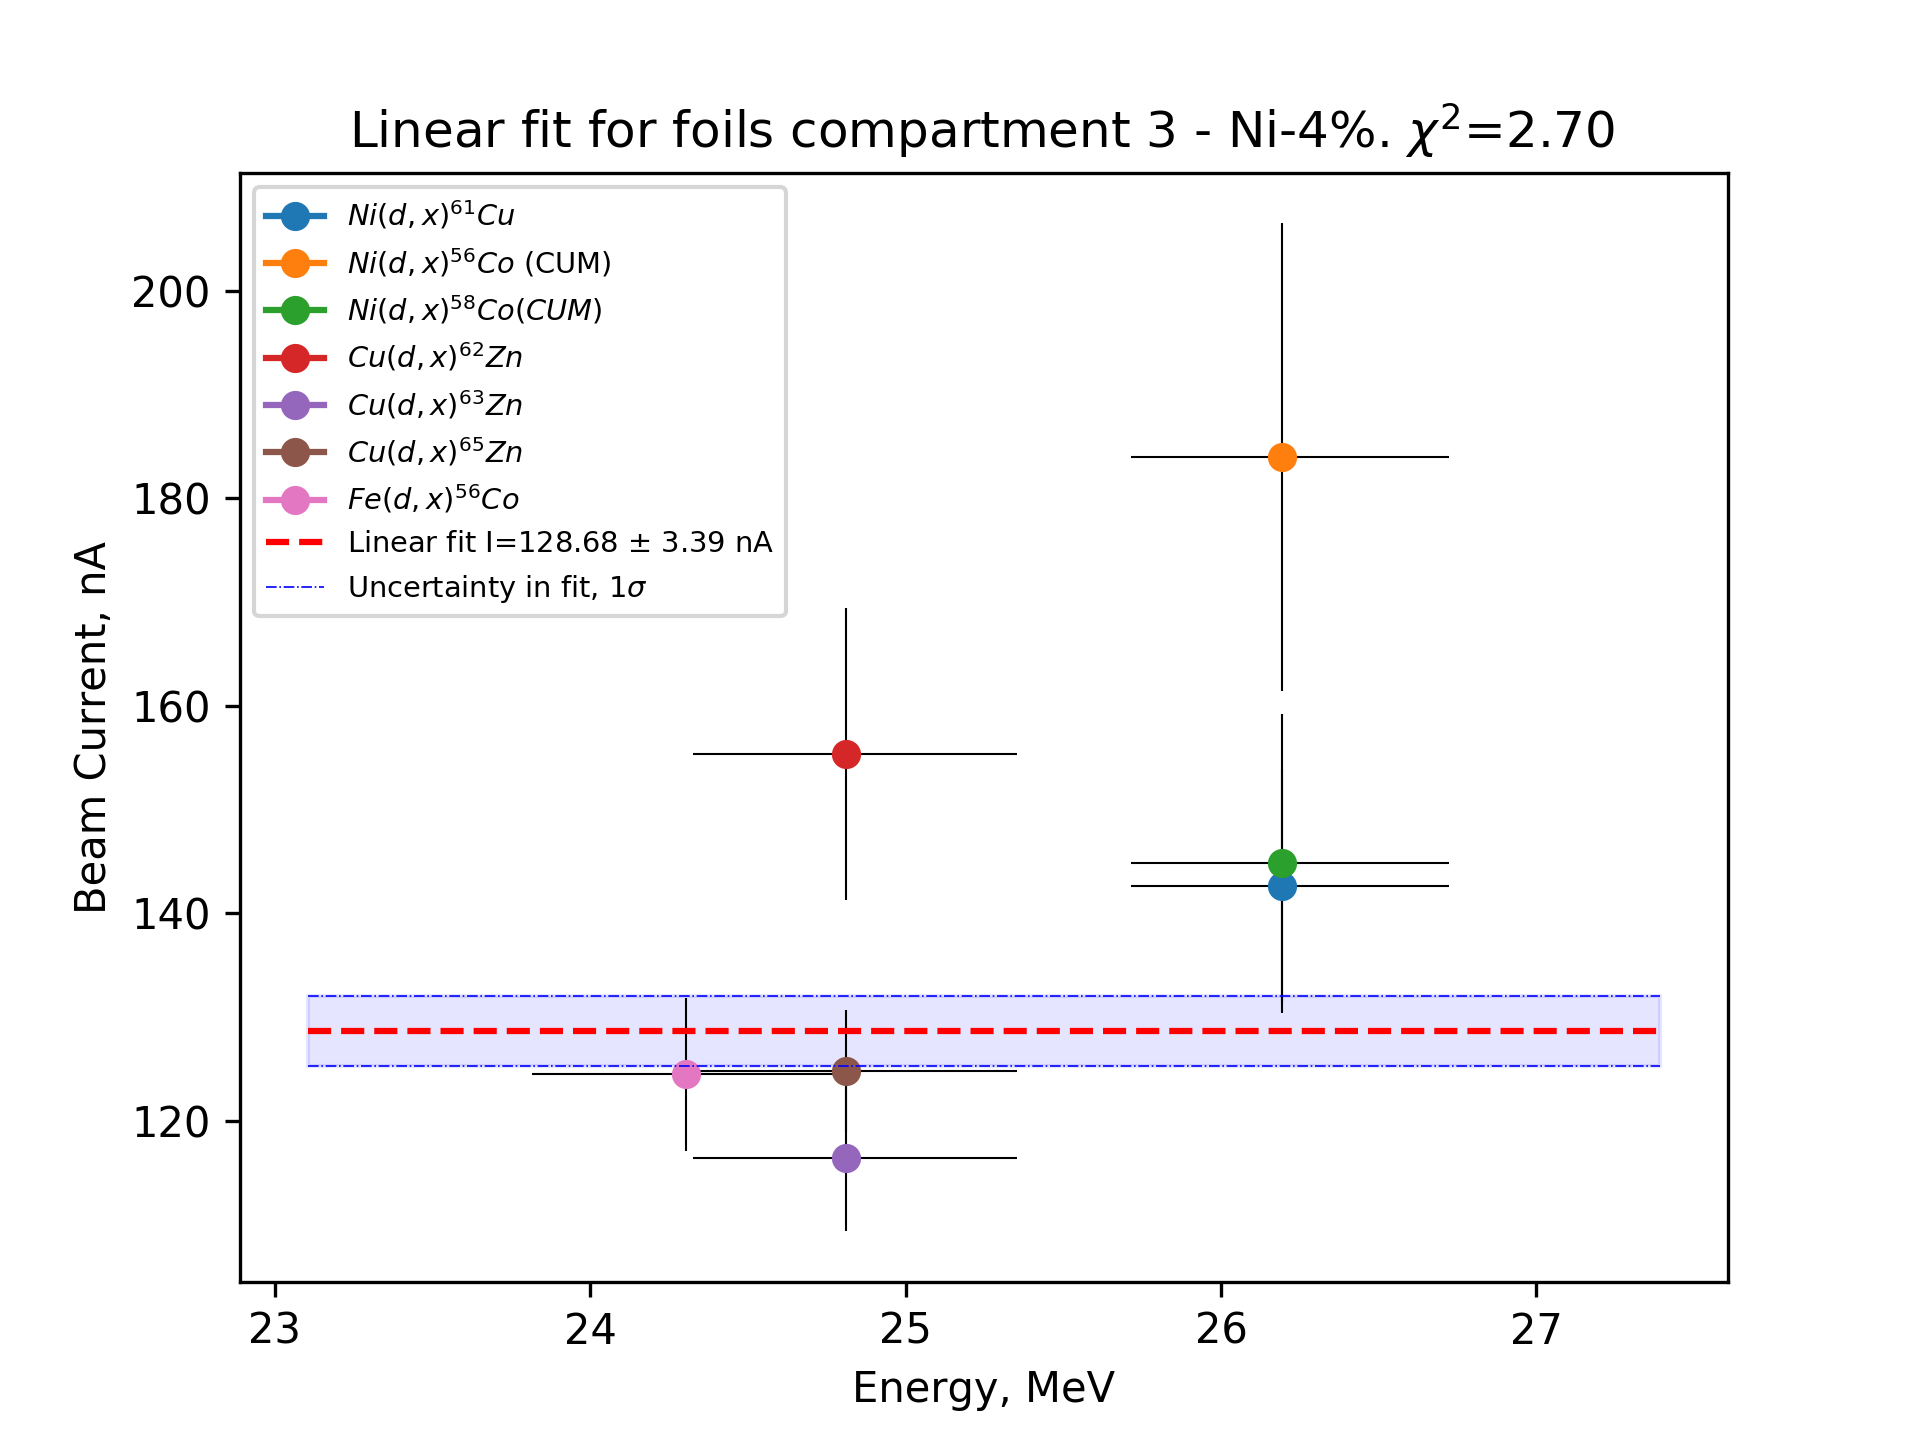 Linear fit for foils compartment 3 - Ni-4%. χ²=2.70
Ni(d, x)⁶¹Cu
Ni(d, x)⁵⁶Co (CUM)
Ni(d, x)⁵⁸Co(CUM)
Cu(d, x)⁶²Zn
Cu(d, x)⁶³Zn
Cu(d, x)⁶⁵Zn
Fe(d, x)⁵⁶Co
Linear fit I=128.68 ± 3.39 nA
Uncertainty in fit, 1σ
Beam Current, nA
200
180
160
140
120
23 24 25 26 27
Energy, MeV